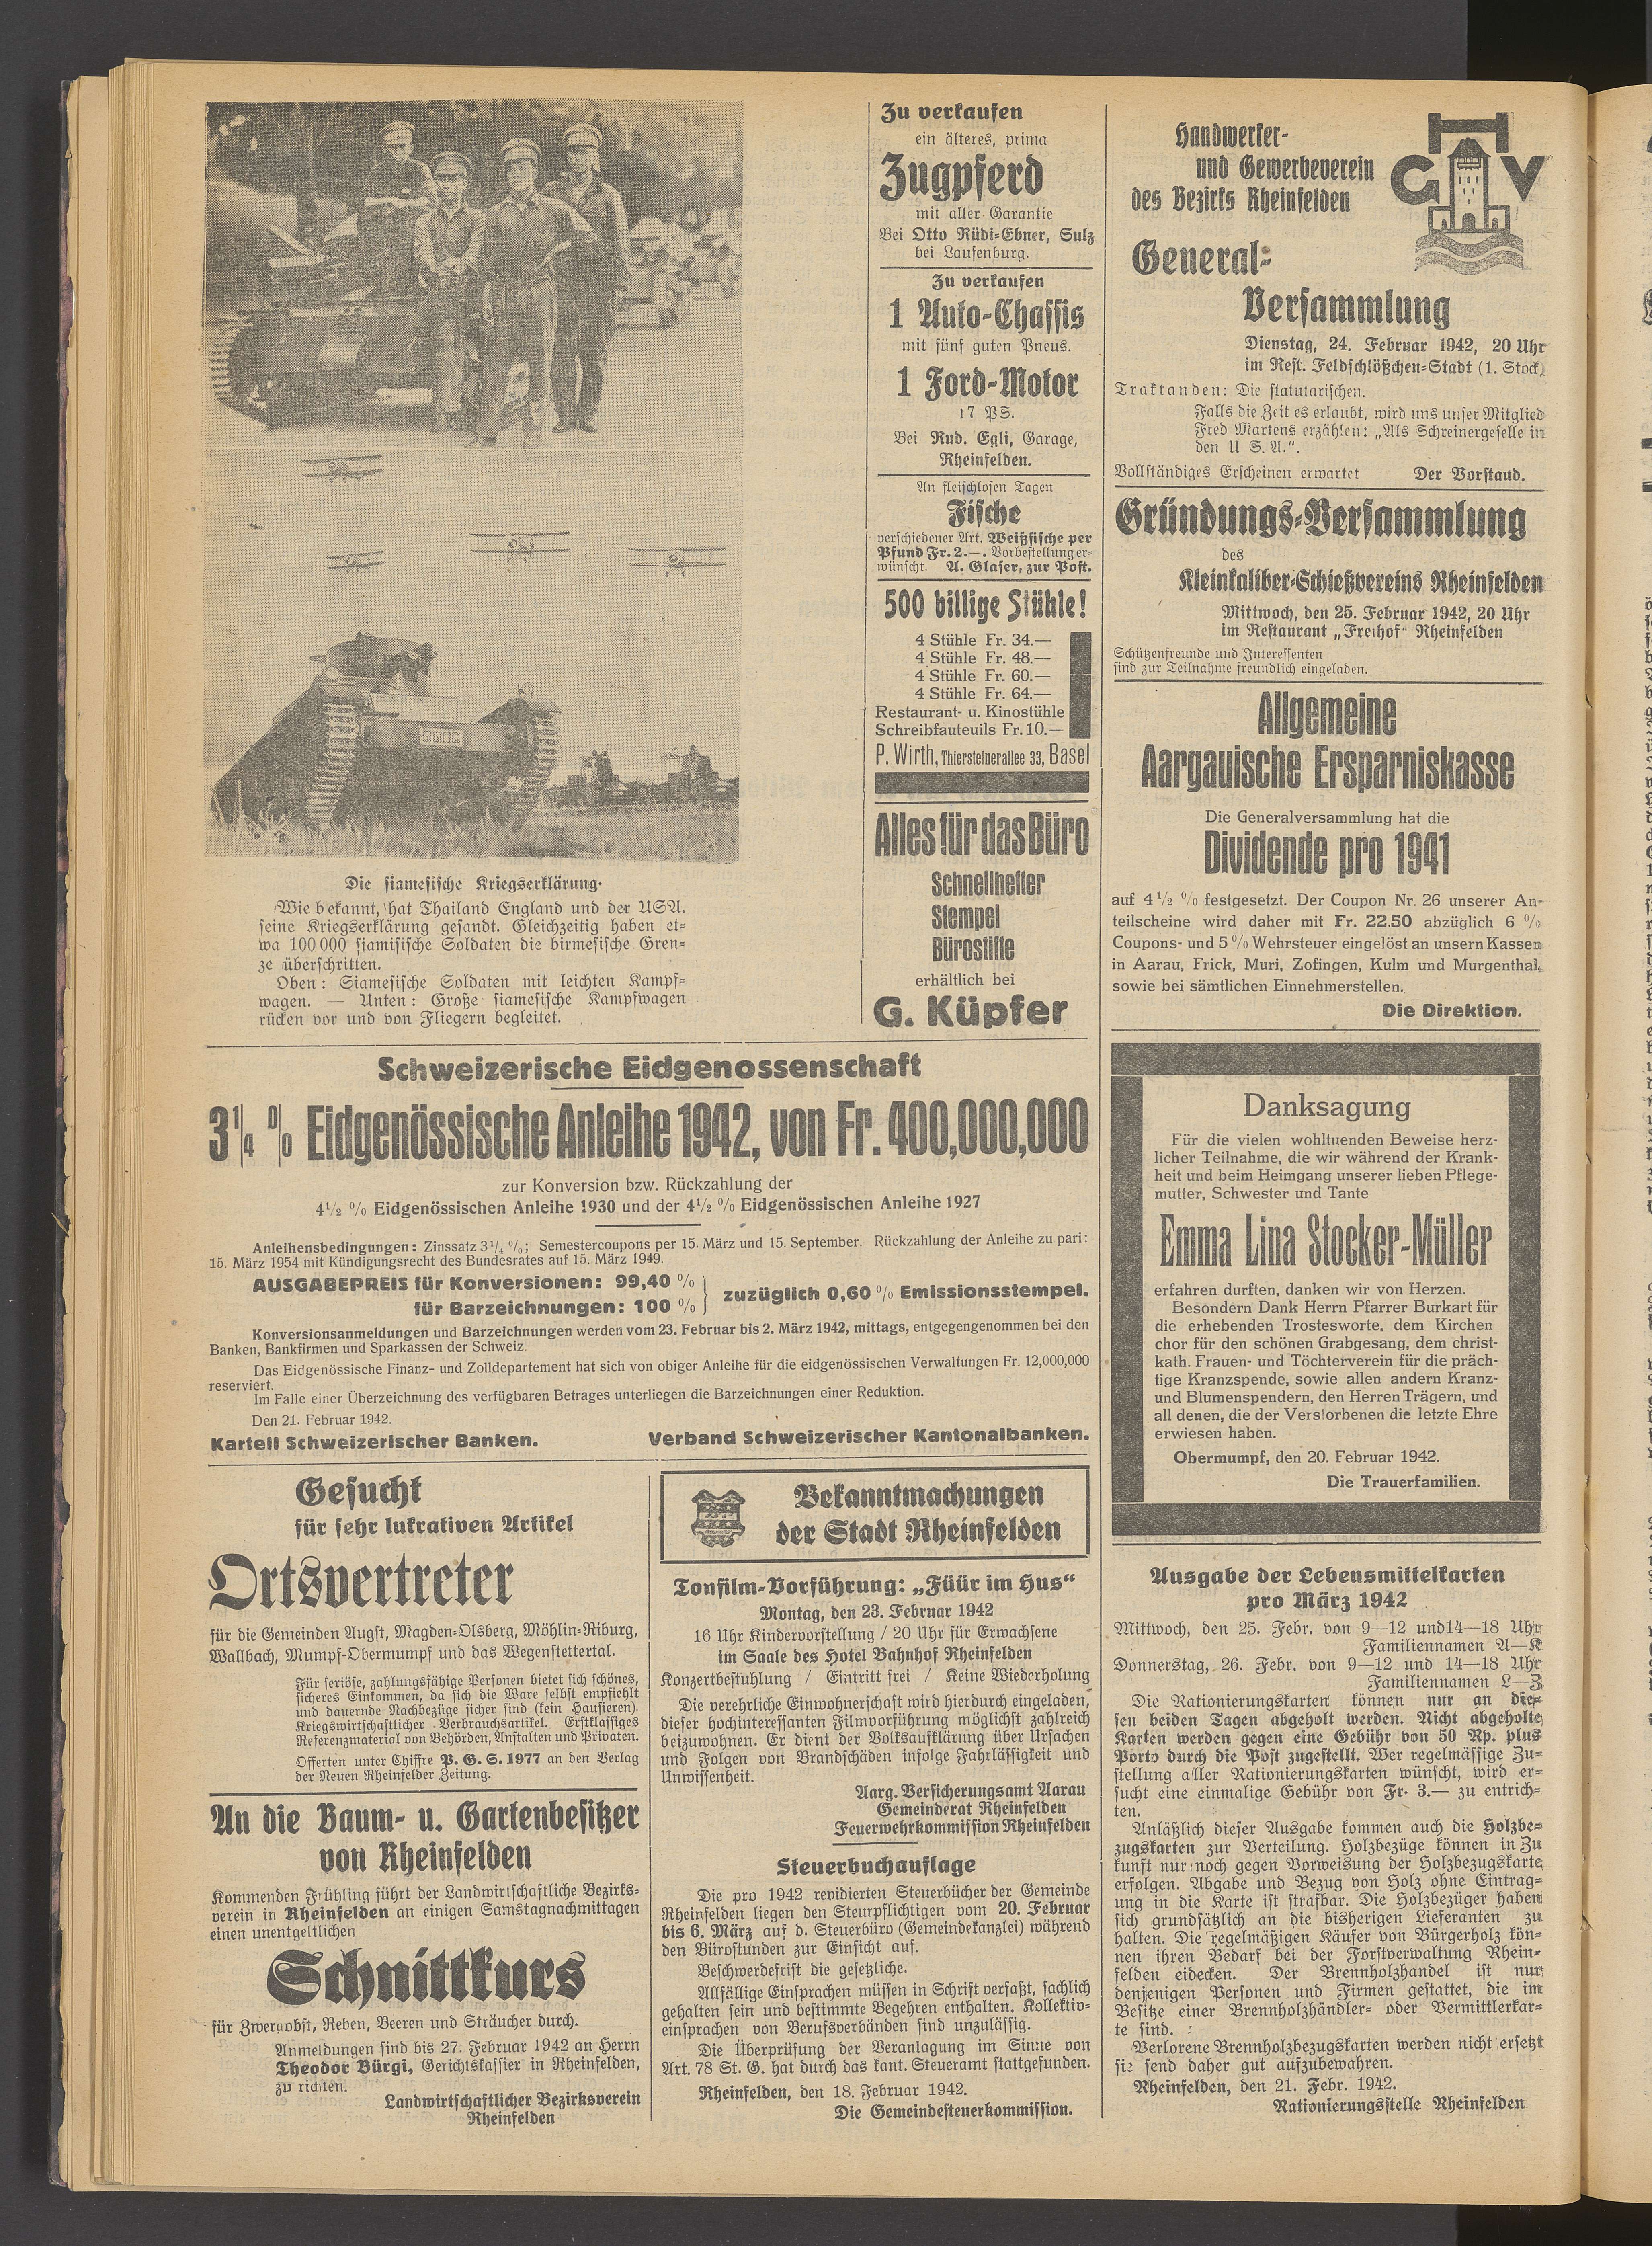 Die siamesische Kriegserklärung.
Wie bekannt, hat Thailand England und der USA.
seine Kriegserklärung gesandt. Gleichzeitig haben et-
wa 100 000 siamisische Soldaten die birmesische Gren-
ze überschritten.
Oben: Siamesische Soldaten mit leichten Kampf-
wagen. — Unten: Große siamesische Kampfwagen
rücken vor und von Fliegern begleitet.
Zu verkaufen
ein älteres, prima
Zugpferd
mit aller Garantie
Bei Otto Rüdi-Ebner, Sulz
bei Laufenburg.
Zu verkaufen
1 Auto-Chassis
mit fünf guten Pneus.
1 Ford-Motor
17 PS.
Bei Rud. Egli, Garage,
Rheinfelden.
An fleischlosen Tagen
Fische
verschiedener Art. Weißfische per
Pfund Fr. 2.—. Vorbestellung er-
wünscht. A. Glaser, zur Post.
500 billige Stühle!
4 Stühle Fr. 34.—
4 Stühle Fr. 48.—
4 Stühle Fr. 60.—
4 Stühle Fr. 64.—
Restaurant- u. Kinostühle
Schreibfauteuils Fr. 10.—
P. Wirth, Thiersteinerallee 33, Basel
Alles für das Büro
Schnellhefter
Stempel
Bürostifte
erhältlich bei
G. Küpfer
Handwerker-
und Gewerbeverein
des Bezirks Rheinfelden
G H V
General-
Versammlung
Dienstag, 24. Februar 1942, 20 Uhr
im Rest. Feldschlößchen-Stadt (1. Stock)
Traktanden: Die statutarischen.
Falls die Zeit es erlaubt, wird uns unser Mitglied
Fred Martens erzählen: „Als Schreinergeselle in
den U S. A.".
Vollständiges Erscheinen erwartet Der Vorstand.
Gründungs-Versammlung
des
Kleinkaliber-Schießvereins Rheinfelden
Mittwoch, den 25. Februar 1942, 20 Uhr
im Restaurant „Freihof" Rheinfelden
Schützenfreunde und Interessenten
sind zur Teilnahme freundlich eingeladen.
Allgemeine
Aargauische Ersparniskasse
Die Generalversammlung hat die
Dividende pro 1941
auf 4½ % festgesetzt. Der Coupon Nr. 26 unserer An-
teilscheine wird daher mit Fr. 22.50 abzüglich 6 %
Coupons- und 5 % Wehrsteuer eingelöst an unsern Kassen
in Aarau, Frick, Muri, Zofingen, Kulm und Murgenthal,
sowie bei sämtlichen Einnehmerstellen.
Die Direktion.
Schweizerische Eidgenossenschaft
3¼ % Eidgenössische Anleihe 1942, von Fr. 400,000,000
zur Konversion bzw. Rückzahlung der
4½ % Eidgenössischen Anleihe 1930 und der 4½ % Eidgenössischen Anleihe 1927
Anleihensbedingungen: Zinssatz 3¼ %; Semestercoupons per 15. März und 15. September. Rückzahlung der Anleihe zu pari:
15. März 1954 mit Kündigungsrecht des Bundesrates auf 15. März 1949.
AUSGABEPREIS für Konversionen: 99,40 %
für Barzeichnungen: 100 %
zuzüglich 0,60 % Emissionsstempel.
Konversionsanmeldungen und Barzeichnungen werden vom 23. Februar bis 2. März 1942, mittags, entgegengenommen bei den
Banken, Bankfirmen und Sparkassen der Schweiz.
Das Eidgenössische Finanz- und Zolldepartement hat sich von obiger Anleihe für die eidgenössischen Verwaltungen Fr. 12,000,000
reserviert.
Im Falle einer Überzeichnung des verfügbaren Betrages unterliegen die Barzeichnungen einer Reduktion.
Den 21. Februar 1942.
Kartell Schweizerischer Banken. Verband Schweizerischer Kantonalbanken.
Danksagung
Für die vielen wohltuenden Beweise herz-
licher Teilnahme, die wir während der Krank-
heit und beim Heimgang unserer lieben Pflege-
mutter, Schwester und Tante
Emma Lina Stocker-Müller
erfahren durften, danken wir von Herzen.
Besondern Dank Herrn Pfarrer Burkart für
die erhebenden Trostesworte, dem Kirchen
chor für den schönen Grabgesang, dem christ-
kath. Frauen- und Töchterverein für die präch-
tige Kranzspende, sowie allen andern Kranz-
und Blumenspendern, den Herren Trägern, und
all denen, die der Verstorbenen die letzte Ehre
erwiesen haben.
Obermumpf, den 20. Februar 1942.
Die Trauerfamilien.
Gesucht
für sehr lukrativen Artikel
Ortsvertreter
für die Gemeinden Augst, Magden-Olsberg, Möhlin-Riburg,
Wallbach, Mumpf-Obermumpf und das Wegenstettertal.
Für seriöse, zahlungsfähige Personen bietet sich schönes,
sicheres Einkommen, da sich die Ware selbst empfiehlt
und dauernde Nachbezüge sicher sind (kein Hausieren).
Kriegswirtschaftlicher Verbrauchsartikel. Erstklassiges
Referenzmaterial von Behörden, Anstalten und Privaten.
Offerten unter Chiffre P. G. S. 1977 an den Verlag
der Neuen Rheinfelder Zeitung.
An die Baum- u. Gartenbesitzer
von Rheinfelden
Kommenden Frühling führt der Landwirtschaftliche Bezirks-
verein in Rheinfelden an einigen Samstagnachmittagen
einen unentgeltlichen
Schnittkurs
für Zwergobst, Reben, Beeren und Sträucher durch.
Anmeldungen sind bis 27. Februar 1942 an Herrn
Theodor Bürgi, Gerichtskassier in Rheinfelden,
zu richten.
Landwirtschaftlicher Bezirksverein
Rheinfelden
Bekanntmachungen
der Stadt Rheinfelden
Tonfilm-Vorführung: „Füür im Hus"
Montag, den 23. Februar 1942
16 Uhr Kindervorstellung / 20 Uhr für Erwachsene
im Saale des Hotel Bahnhof Rheinfelden
Konzertbestuhlung / Eintritt frei / Keine Wiederholung
Die verehrliche Einwohnerschaft wird hierdurch eingeladen,
dieser hochinteressanten Filmvorführung möglichst zahlreich
beizuwohnen. Er dient der Volksaufklärung über Ursachen
und Folgen von Brandschäden infolge Fahrlässigkeit und
Unwissenheit.
Aarg. Versicherungsamt Aarau
Gemeinderat Rheinfelden
Feuerwehrkommission Rheinfelden
Steuerbuchauflage
Die pro 1942 revidierten Steuerbücher der Gemeinde
Rheinfelden liegen den Steurpflichtigen vom 20. Februar
bis 6. März auf d. Steuerbüro (Gemeindekanzlei) während
den Bürostunden zur Einsicht auf.
Beschwerdefrist die gesetzliche.
Allfällige Einsprachen müssen in Schrift verfaßt, sachlich
gehalten sein und bestimmte Begehren enthalten. Kollektiv-
einsprachen von Berufsverbänden sind unzulässig.
Die Überprüfung der Veranlagung im Sinne von
Art. 78 St. G. hat durch das kant. Steueramt stattgefunden.
Rheinfelden, den 18. Februar 1942.
Die Gemeindesteuerkommission.
Ausgabe der Lebensmittelkarten
pro März 1942
Mittwoch, den 25. Febr. von 9—12 und14—18 Uhr
Familiennamen A—K
Donnerstag, 26. Febr. von 9—12 und 14—18 Uhr
Familiennamen L—Z
Die Rationierungskarten können nur an die-
sen beiden Tagen abgeholt werden. Nicht abgeholte
Karten werden gegen eine Gebühr von 50 Rp. plus
Porto durch die Post zugestellt. Wer regelmässige Zu-
stellung aller Rationierungskarten wünscht, wird er-
sucht eine einmalige Gebühr von Fr. 3.— zu entrich-
ten.
Anläßlich dieser Ausgabe kommen auch die Holzbe-
zugskarten zur Verteilung. Holzbezüge können in Zu
kunft nur noch gegen Vorweisung der Holzbezugskarte
erfolgen. Abgabe und Bezug von Holz ohne Eintrag-
ung in die Karte ist strafbar. Die Holzbezüger haben
sich grundsätzlich an die bisherigen Lieferanten zu
halten. Die regelmäßigen Käufer von Bürgerholz kön-
nen ihren Bedarf bei der Forstverwaltung Rhein-
felden eidecken. Der Brennholzhandel ist nur
denjenigen Personen und Firmen gestattet, die im
Besitze einer Brennholzhändler- oder Vermittlerkar-
te sind.
Verlorene Brennholzbezugskarten werden nicht ersetzt
sie send daher gut aufzubewahren.
Rheinfelden, den 21. Febr. 1942.
Rationierungsstelle Rheinfelden